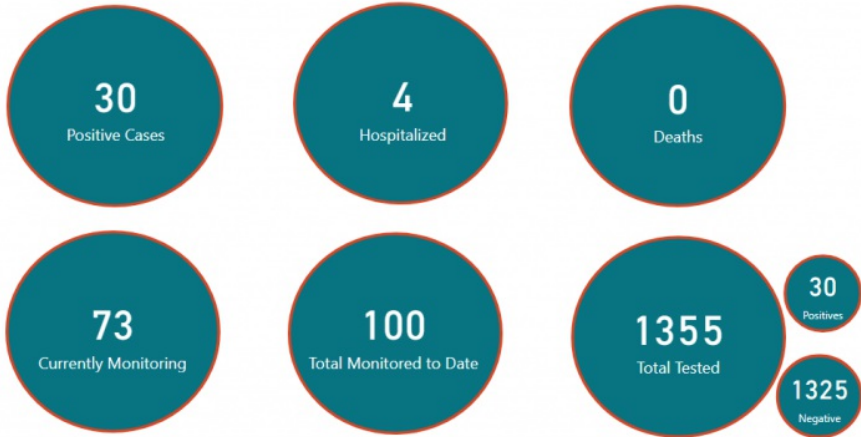 30
Positive Cases
4
Hospitalized
0
Deaths
73
Currently Monitoring
100
Total Monitored to Date
1355
Total Tested
30
Positives
1325
Negative